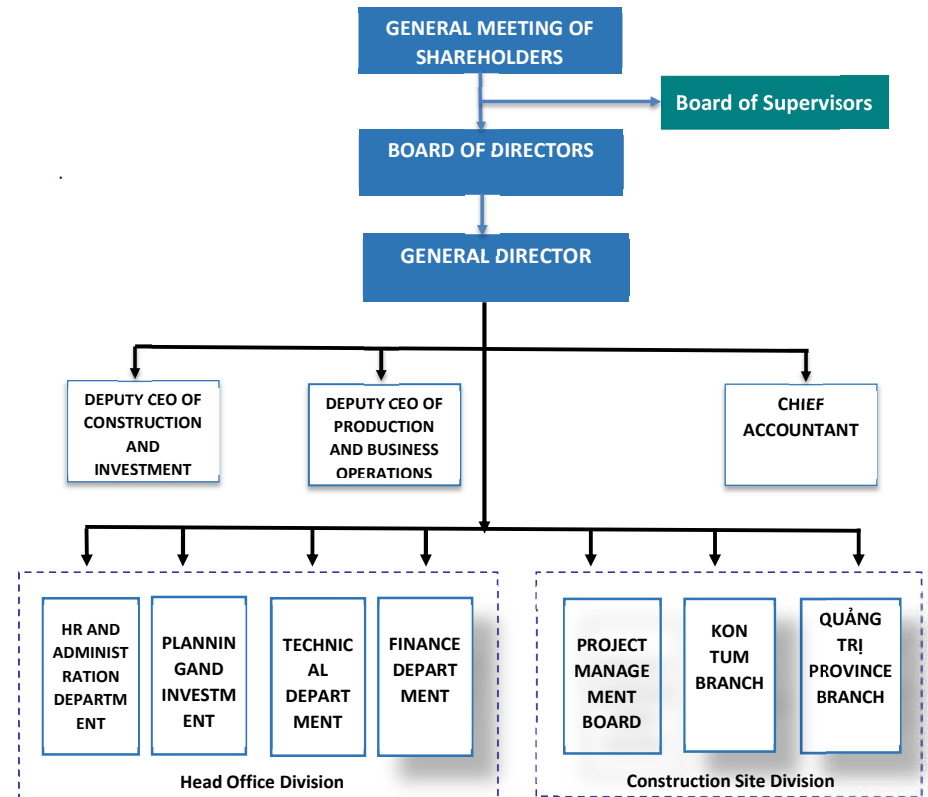 GENERAL MEETING OF
SHAREHOLDERS
Board of Supervisors
BOARD OF DIRECTORS
GENERAL DIRECTOR
DEPUTY CEO OF
CONSTRUCTION
AND
INVESTMENT
DEPUTY CEO OF
PRODUCTION
AND BUSINESS
OPERATIONS
CHIEF
ACCOUNTANT
HR AND
ADMINIST
RATION
DEPARTM
ENT
PLANNIN
GAND
INVESTM
ENT
TECHNIC
AL
DEPART
MENT
FINANCE
DEPART
MENT
PROJECT
MANAGE
MENT
BOARD
KON
TUM
BRANCH
QUẢNG
TRỊ
PROVINCE
BRANCH
Head Office Division
Construction Site Division